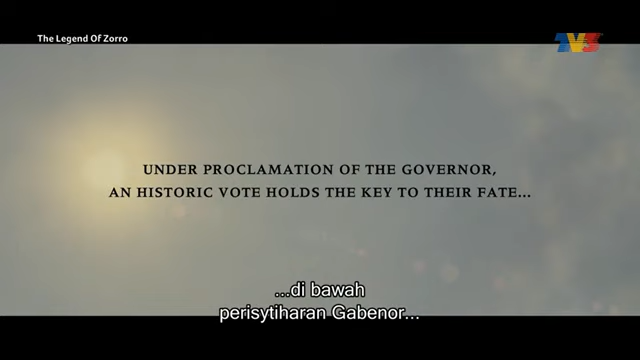 The Legend Of Zorro
TV3
UNDER PROCLAMATION OF THE GOVERNOR,
AN HISTORIC VOTE HOLDS THE KEY TO THEIR FATE...
...di bawah
perisytiharan Gabenor...